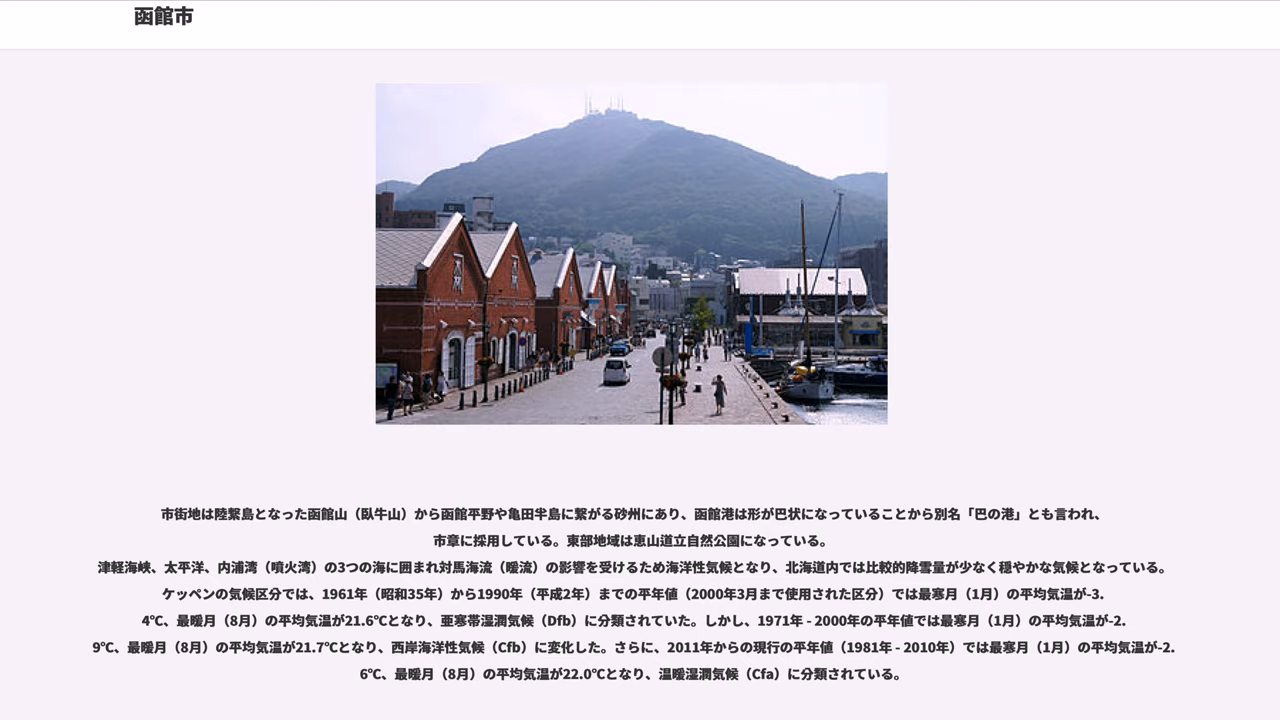 函館市
市街地は陸繋島となった函館山（臥牛山）から函館平野や亀田半島に繋がる砂州にあり、函館港は形が巴状になっていることから別名「巴の港」とも言われ、
市章に採用している。東部地域は恵山道立自然公園になっている。
津軽海峡、太平洋、内浦湾（噴火湾）の3つの海に囲まれ対馬海流（暖流）の影響を受けるため海洋性気候となり、北海道内では比較的降雪量が少なく穏やかな気候となっている。
ケッペンの気候区分では、1961年（昭和35年）から1990年（平成2年）までの平年値（2000年3月まで使用された区分）では最寒月（1月）の平均気温が-3.
4℃、最暖月（8月）の平均気温が21.6℃となり、亜寒帯湿潤気候（Dfb）に分類されていた。しかし、1971年 - 2000年の平年値では最寒月（1月）の平均気温が-2.
9℃、最暖月（8月）の平均気温が21.7℃となり、西岸海洋性気候（Cfb）に変化した。さらに、2011年からの現行の平年値（1981年 - 2010年）では最寒月（1月）の平均気温が-2.
6℃、最暖月（8月）の平均気温が22.0℃となり、温暖湿潤気候（Cfa）に分類されている。